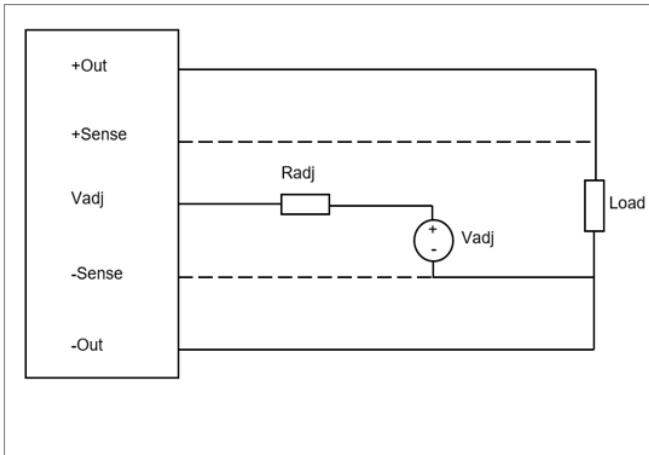 +Out
+Sense
Radj
Vadj
Load
+
-
Vadj
-Sense
-Out